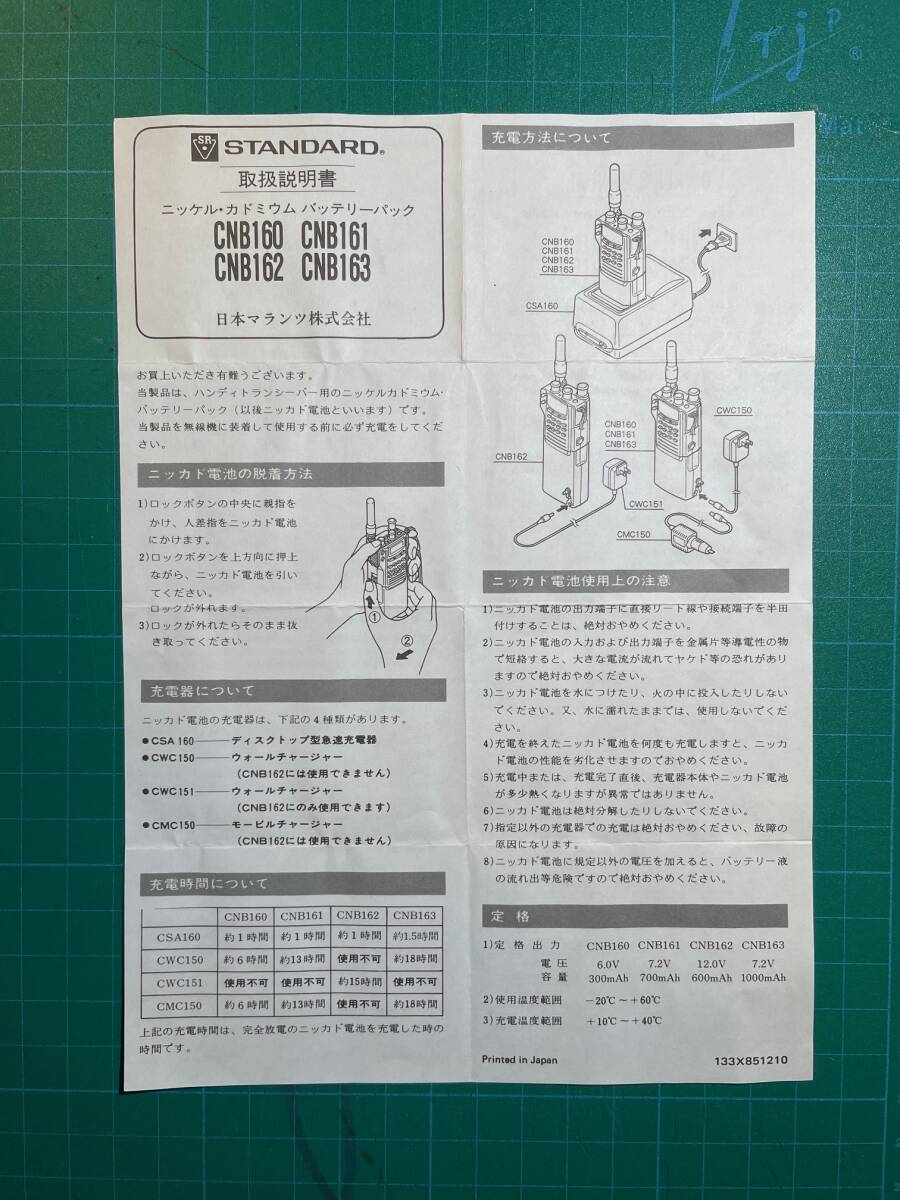 SR STANDARD®
取扱説明書
ニッケル・カドミウム バッテリーパック
CNB160 CNB161
CNB162 CNB163
日本マランツ株式会社
お買上いただき有難うございます。
当製品は、ハンディトランシーバー用のニッケルカドミウム・
バッテリーパック（以後ニッカド電池といいます）です。
当製品を無線機に装着して使用する前に必ず充電をしてくだ
さい。
ニッカド電池の脱着方法
1)ロックボタンの中央に親指を
かけ、人差指をニッカド電池
にかけます。
2)ロックボタンを上方向に押上
ながら、ニッカド電池を引い
てください。
ロックが外れます。
3)ロックが外れたらそのまま抜
き取ってください。
①
②
充電器について
ニッカド電池の充電器は、下記の4種類があります。
●CSA160――ディスクトップ型急速充電器
●CWC150――ウォールチャージャー
(CNB162には使用できません)
●CWC151――ウォールチャージャー
(CNB162にのみ使用できます)
●CMC150――モービルチャージャー
(CNB162には使用できません)
充電時間について
CNB160 CNB161 CNB162 CNB163
CSA160 約1時間 約1時間 約1時間 約1.5時間
CWC150 約6時間 約13時間 使用不可 約18時間
CWC151 使用不可 使用不可 約15時間 使用不可
CMC150 約6時間 約13時間 使用不可 約18時間
上記の充電時間は、完全放電のニッカド電池を充電した時の
時間です。
充電方法について
CNB160
CNB161
CNB162
CNB163
CSA160
CNB162
CNB160
CNB161
CNB163
CWC150
CWC151
CMC150
ニッカド電池使用上の注意
1)ニッカド電池の出力端子に直接リード線や接続端子を半田
付けすることは、絶対おやめください。
2)ニッカド電池の入力および出力端子を金属片等導電性の物
で短絡すると、大きな電流が流れてヤケド等の恐れがあり
ますので絶対おやめください。
3)ニッカド電池を水につけたり、火の中に投入したりしない
でください。又、水に濡れたままでは、使用しないでくだ
さい。
4)充電を終えたニッカド電池を何度も充電しますと、ニッカ
ド電池の性能を劣化させますのでおやめください。
5)充電中または、充電完了直後、充電器本体やニッカド電池
が多少熱くなりますが異常ではありません。
6)ニッカド電池は絶対分解したりしないでください。
7)指定以外の充電器での充電は絶対おやめください、故障の
原因になります。
8)ニッカド電池に規定以外の電圧を加えると、バッテリー液
の流れ出等危険ですので絶対おやめください。
定格
1)定格出力 CNB160 CNB161 CNB162 CNB163
電圧 6.0V 7.2V 12.0V 7.2V
容量 300mAh 700mAh 600mAh 1000mAh
2)使用温度範囲 −20℃～+60℃
3)充電温度範囲 +10℃～+40℃
Printed in Japan 133X851210